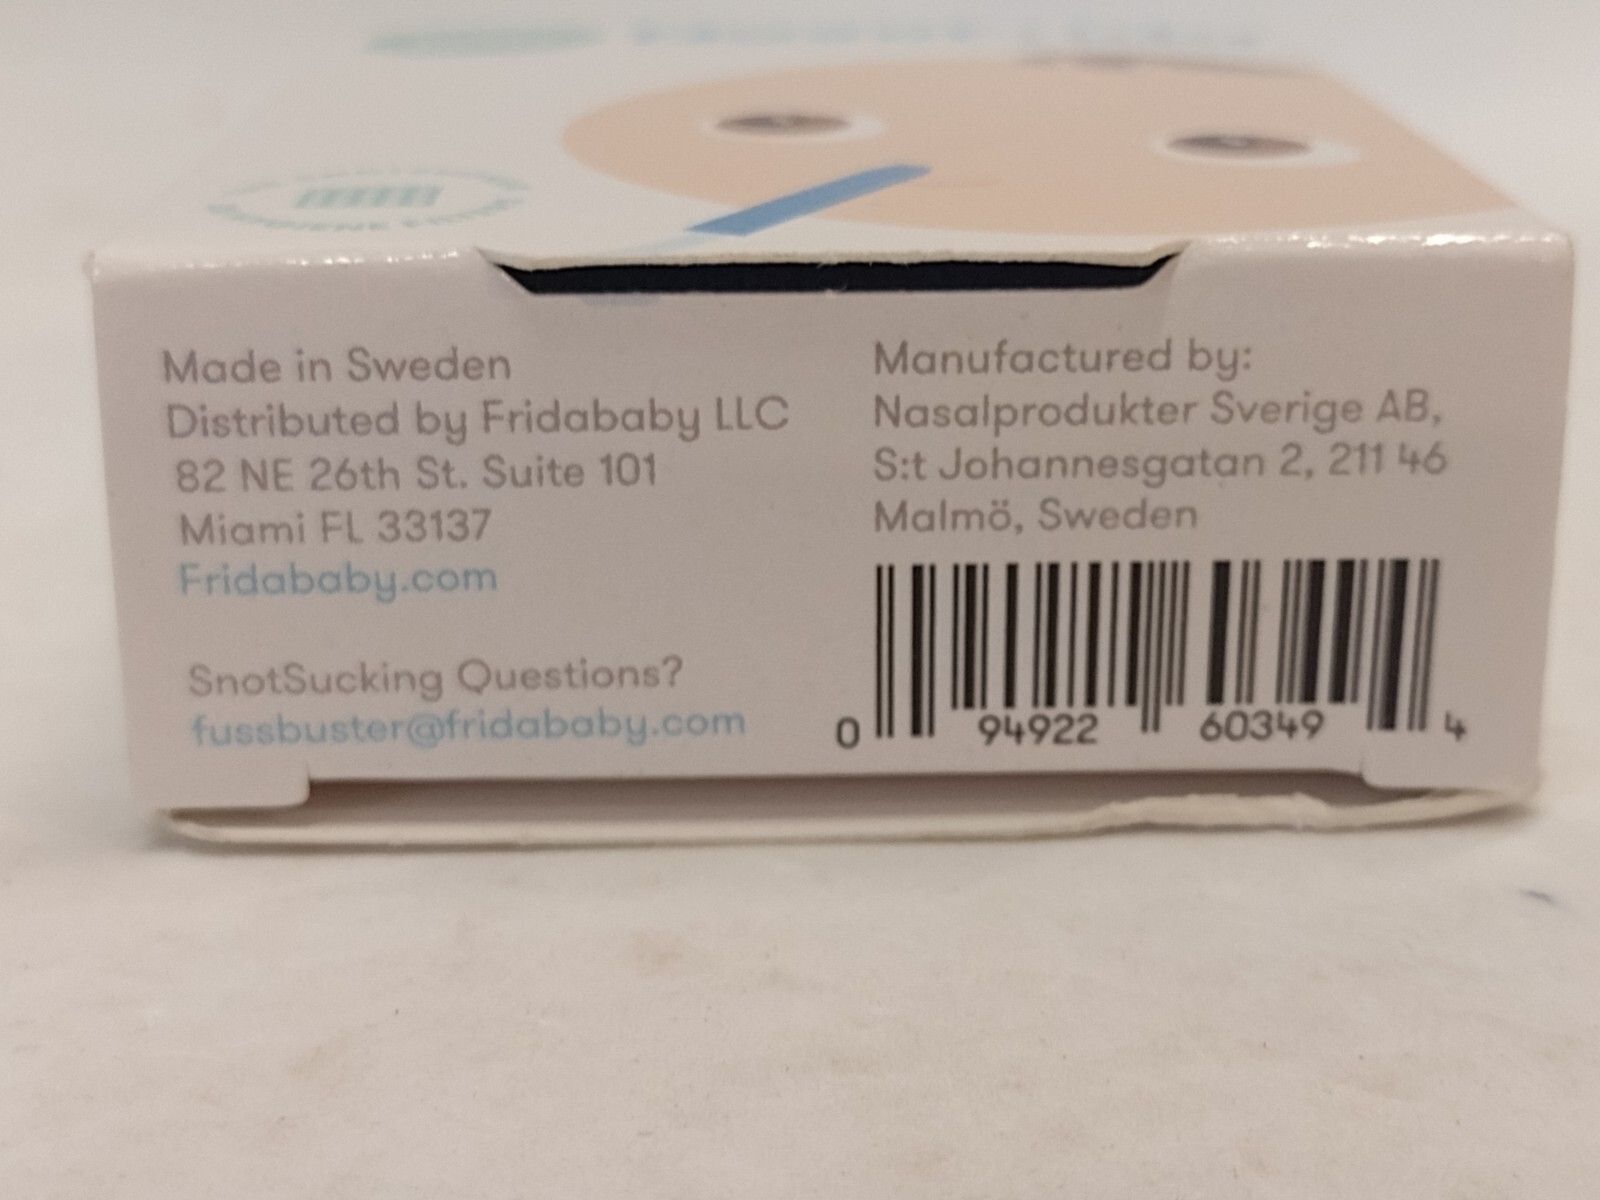 Made in Sweden
Distributed by Fridababy LLC
82 NE 26th St. Suite 101
Miami FL 33137
Fridababy.com
SnotSucking Questions?
fussbuster@fridababy.com
Manufactured by:
Nasalprodukter Sverige AB,
S:t Johannesgatan 2, 211 46
Malmö, Sweden
0 94922 60349 4